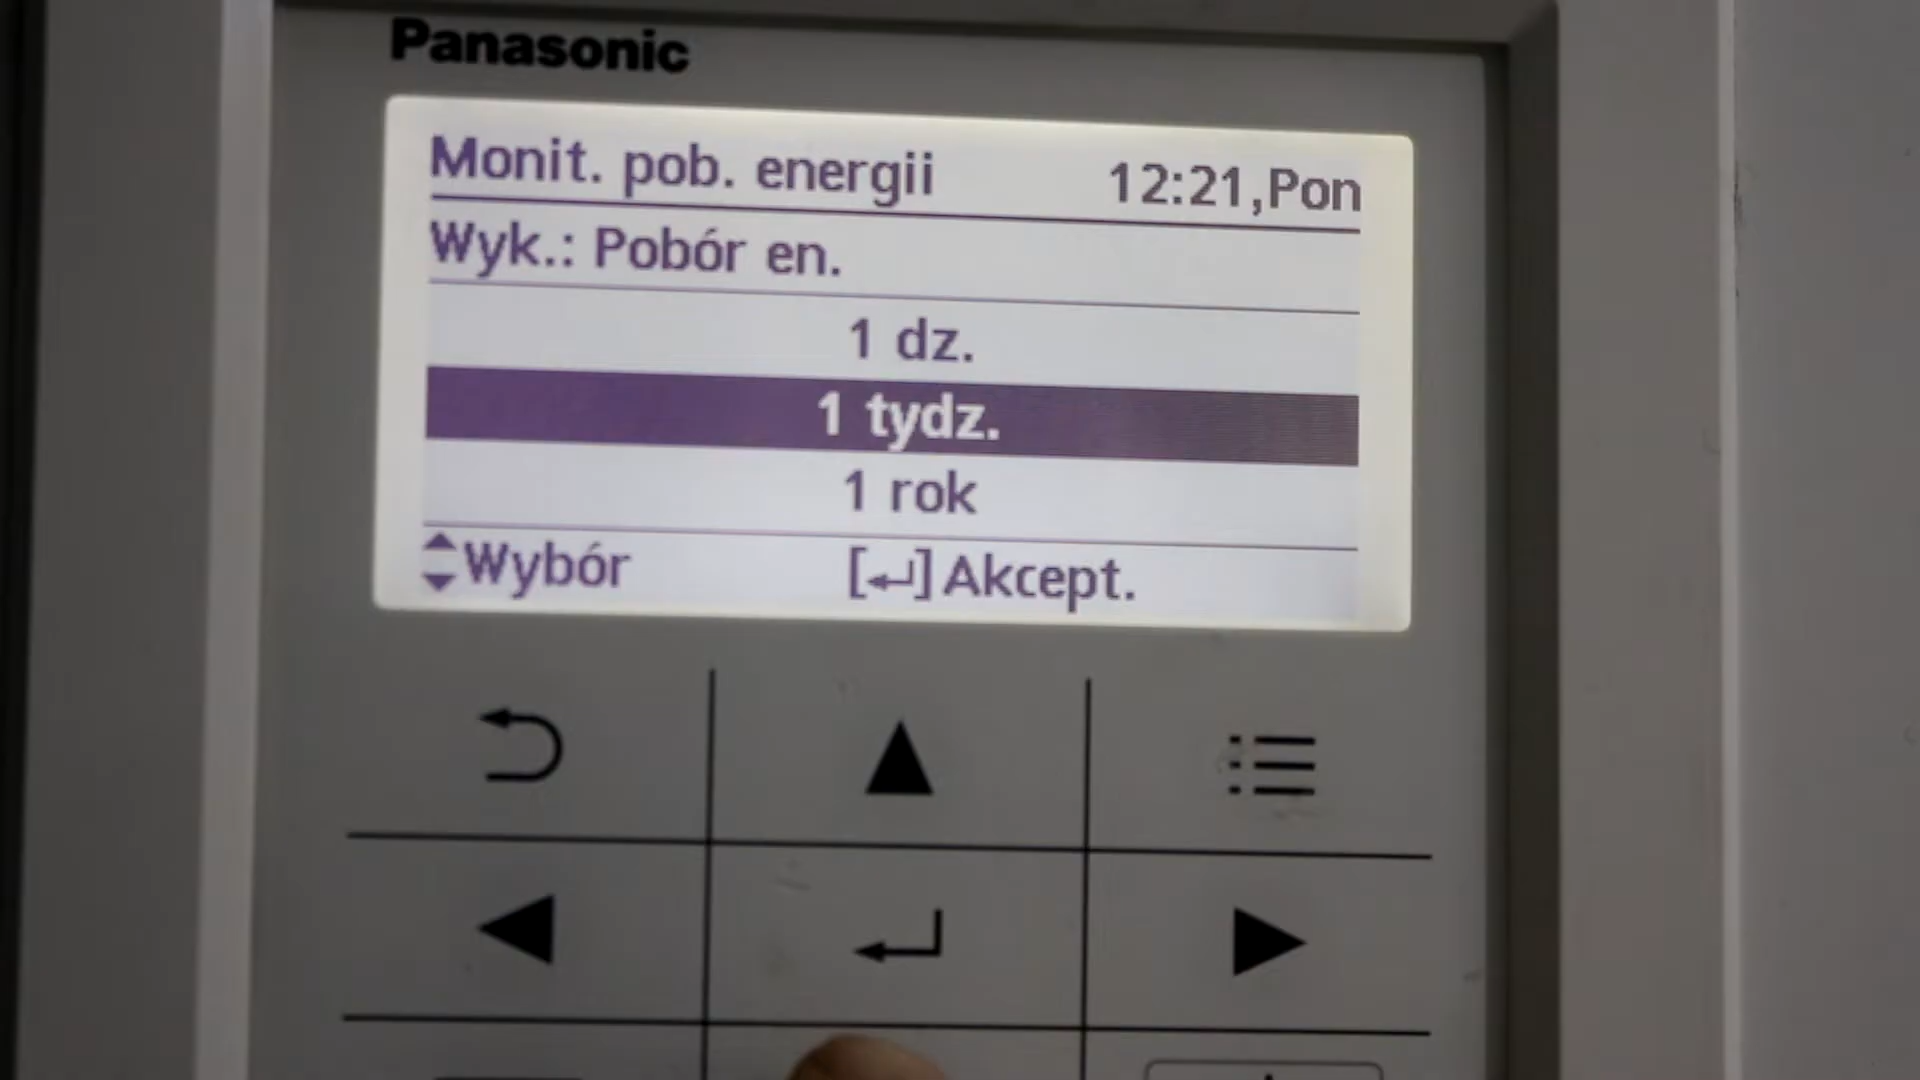 Panasonic
Monit. pob. energii 12:21,Pon
Wyk.: Pobór en.
1 dz.
1 tydz.
1 rok
Wybór [↵]Akcept.